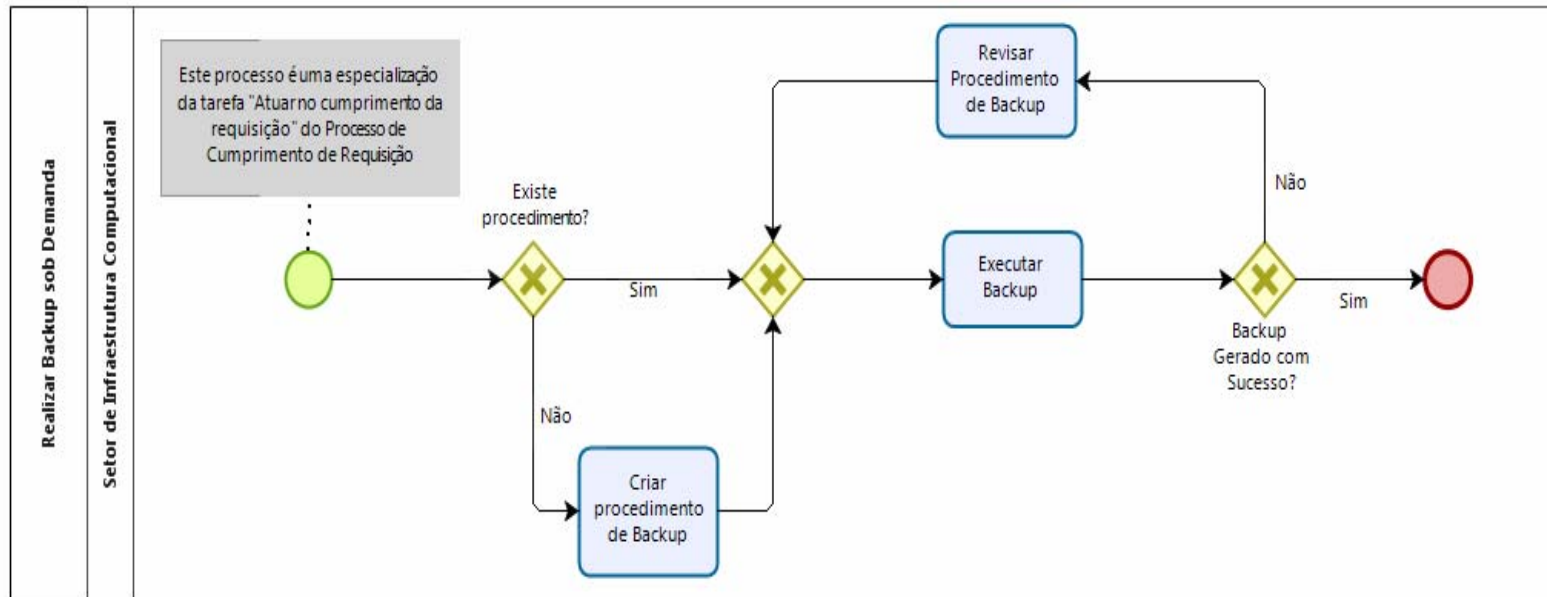 Realizar Backup sob Demanda
Setor de Infraestrutura Computacional
Este processo é uma especialização
da tarefa "Atuar no cumprimento da
requisição" do Processo de
Cumprimento de Requisição
Existe
procedimento?
Sim
Não
Criar
procedimento
de Backup
Revisar
Procedimento
de Backup
Executar
Backup
Não
Backup
Gerado com
Sucesso?
Sim